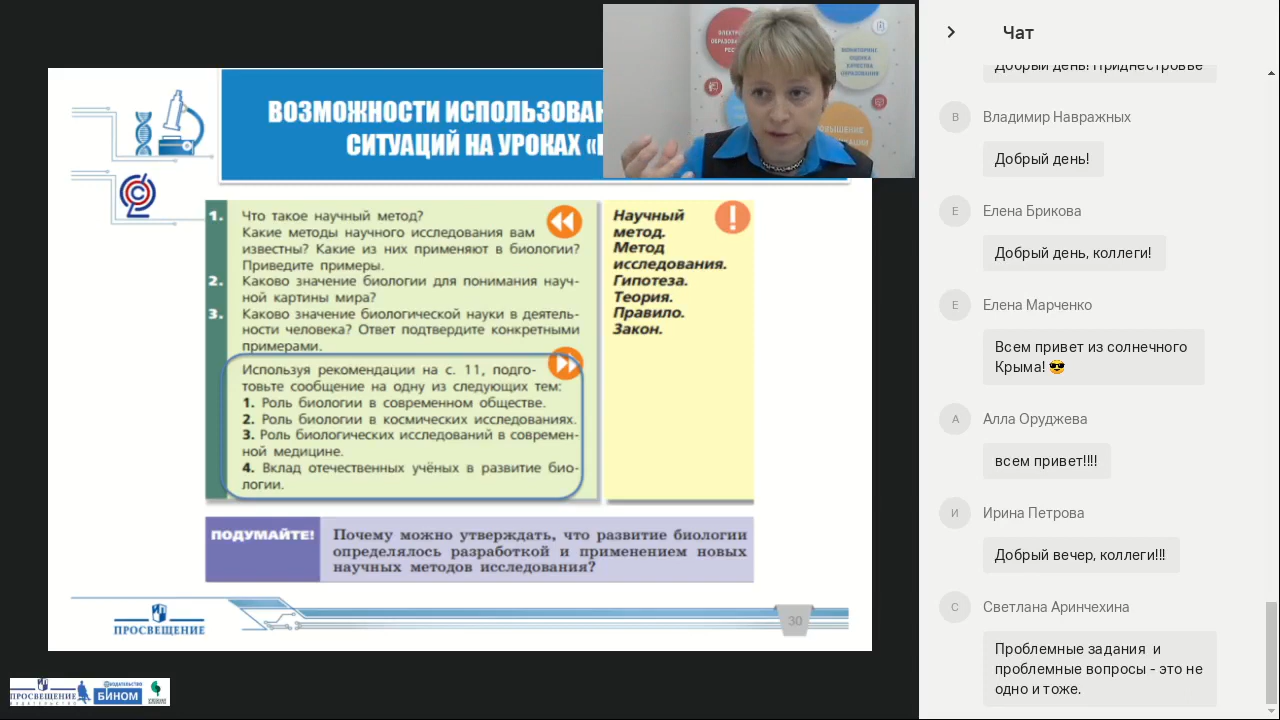 ВОЗМОЖНОСТИ ИСПОЛЬЗОВАН
СИТУАЦИЙ НА УРОКАХ
1. Что такое научный метод?
Какие методы научного исследования вам
известны? Какие из них применяют в биологии?
Приведите примеры.
2. Каково значение биологии для понимания науч-
ной картины мира?
3. Каково значение биологической науки в деятель-
ности человека? Ответ подтвердите конкретными
примерами.
Используя рекомендации на с. 11, подго-
товьте сообщение на одну из следующих тем:
1. Роль биологии в современном обществе.
2. Роль биологии в космических исследованиях.
3. Роль биологических исследований в современ-
ной медицине.
4. Вклад отечественных учёных в развитие био-
логии.
Научный
метод.
Метод
исследования.
Гипотеза.
Теория.
Правило.
Закон.
ПОДУМАЙТЕ!
Почему можно утверждать, что развитие биологии
определялось разработкой и применением новых
научных методов исследования?
ПРОСВЕЩЕНИЕ
30
ПРОСВЕЩЕНИЕ
ИЗДАТЕЛЬСТВО
ИЗДАТЕЛЬСТВО
БИНОМ
МОНИТОРИНГ
ОЦЕНКА
КАЧЕСТВА
ОБРАЗОВАНИЯ
Чат
Добрый день! Приднестровье
В
Владимир Навражных
Добрый день!
Е
Елена Брикова
Добрый день, коллеги!
Е
Елена Марченко
Всем привет из солнечного
Крыма! 😎
А
Алла Оруджева
всем привет!!!!
И
Ирина Петрова
Добрый вечер, коллеги!!!
С
Светлана Аринчехина
Проблемные задания и
проблемные вопросы - это не
одн и тоже.